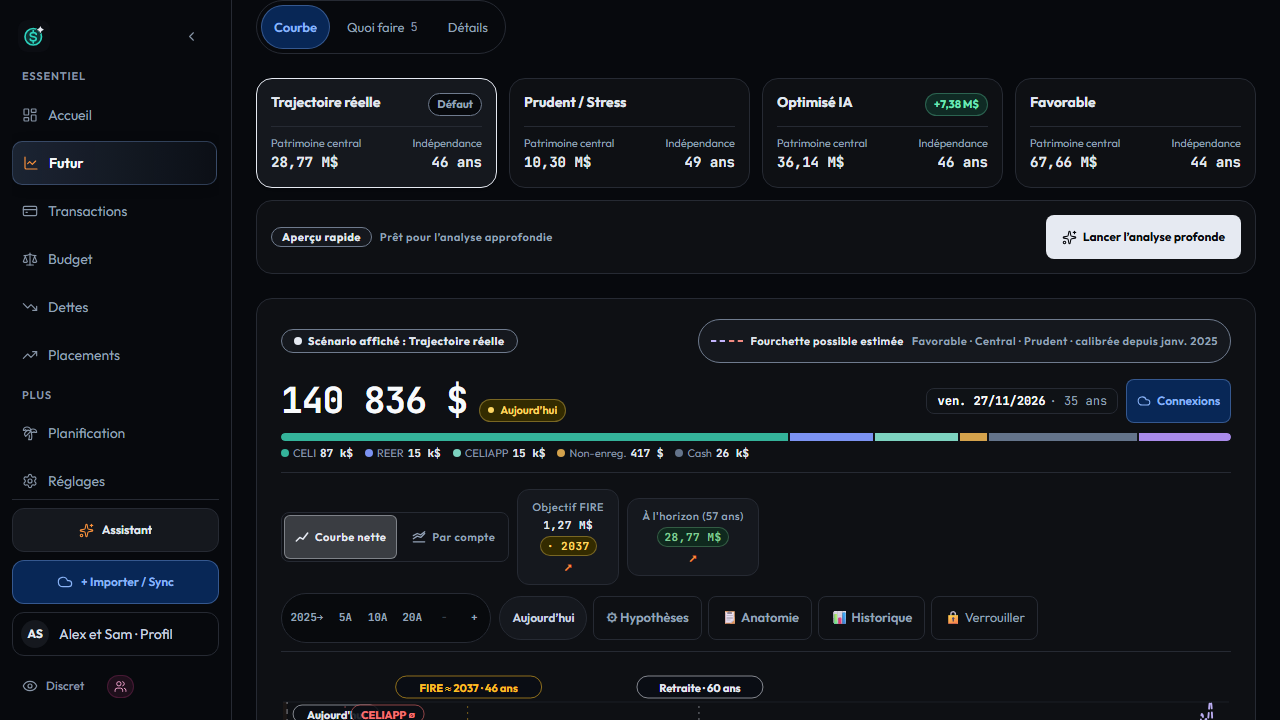 ESSENTIEL
Accueil
Futur
Transactions
Budget
Dettes
Placements
PLUS
Planification
Réglages
Assistant
+ Importer / Sync
AS Alex et Sam · Profil
Discret
Courbe Quoi faire 5 Détails
Trajectoire réelle Défaut
Patrimoine central Indépendance
28,77 M$ 46 ans
Prudent / Stress
Patrimoine central Indépendance
10,30 M$ 49 ans
Optimisé IA +7,38 M$
Patrimoine central Indépendance
36,14 M$ 46 ans
Favorable
Patrimoine central Indépendance
67,66 M$ 44 ans
Aperçu rapide Prêt pour l'analyse approfondie
Lancer l'analyse profonde
Scénario affiché : Trajectoire réelle
Fourchette possible estimée Favorable · Central · Prudent · calibrée depuis janv. 2025
140 836 $ Aujourd'hui
ven. 27/11/2026 · 35 ans Connexions
CELI 87 k$ REER 15 k$ CELIAPP 15 k$ Non-enreg. 417 $ Cash 26 k$
Courbe nette Par compte
Objectif FIRE
1,27 M$
· 2037
↗
À l'horizon (57 ans)
28,77 M$
↗
2025→ 5A 10A 20A - +
Aujourd'hui Hypothèses Anatomie Historique Verrouiller
FIRE ≈ 2037 · 46 ans Retraite · 60 ans
CELIAPP